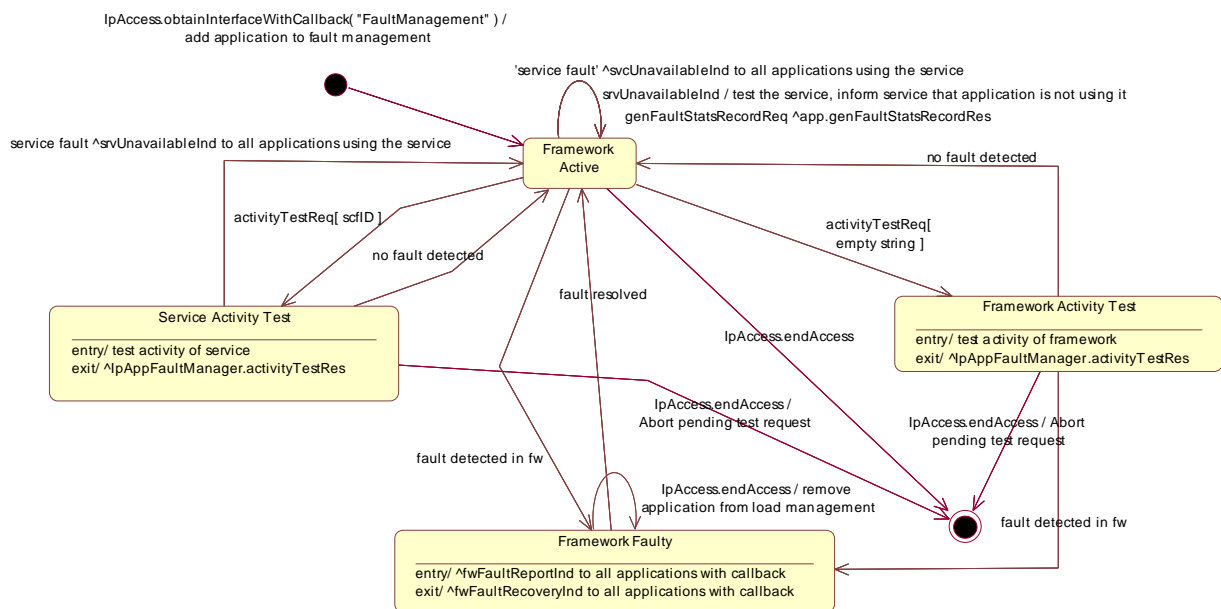 IpAccess.obtainInterfaceWithCallback( "FaultManagement" ) /
add application to fault management
'service fault' ^svcUnavailableInd to all applications using the service
srvUnavailableInd / test the service, inform service that application is not using it
genFaultStatsRecordReq ^app.genFaultStatsRecordRes
service fault ^srvUnavailableInd to all applications using the service
Framework
Active
no fault detected
activityTestReq[ scfID ]
activityTestReq[
empty string ]
no fault detected
fault resolved
Service Activity Test
entry/ test activity of service
exit/ ^IpAppFaultManager.activityTestRes
Framework Activity Test
entry/ test activity of framework
exit/ ^IpAppFaultManager.activityTestRes
IpAccess.endAccess
IpAccess.endAccess /
Abort pending test request
IpAccess.endAccess / Abort
pending test request
fault detected in fw
IpAccess.endAccess / remove
application from load management
fault detected in fw
Framework Faulty
entry/ ^fwFaultReportInd to all applications with callback
exit/ ^fwFaultRecoveryInd to all applications with callback